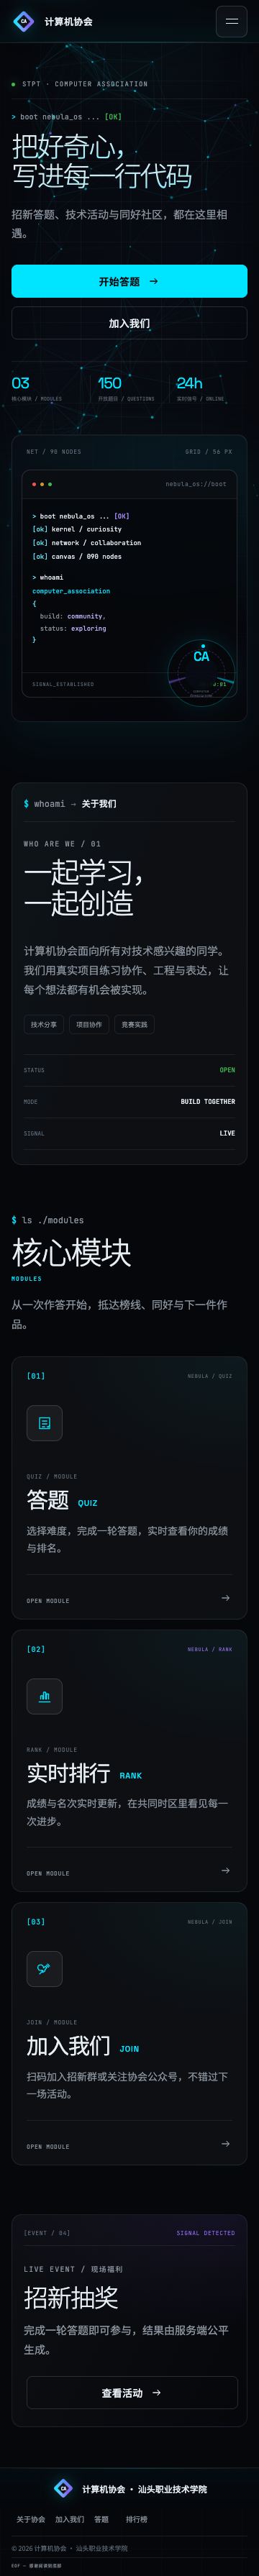 CA 计算机协会
STPT · COMPUTER ASSOCIATION
> boot nebula_os ... [OK]
把好奇心，
写进每一行代码
招新答题、技术活动与同好社区，都在这里相
遇。
开始答题 →
加入我们
03 150 24h
核心模块 / MODULES 开放题目 / QUESTIONS 实时信号 / ONLINE
NET / 90 NODES GRID / 56 PX
nebula_os://boot
> boot nebula_os ... [OK]
[ok] kernel / curiosity
[ok] network / collaboration
[ok] canvas / 090 nodes
> whoami
computer_association
{
build: community,
status: exploring
}
CA
SIGNAL_ESTABLISHED
$ whoami → 关于我们
WHO ARE WE / 01
一起学习，
一起创造
计算机协会面向所有对技术感兴趣的同学。
我们用真实项目练习协作、工程与表达，让
每个想法都有机会被实现。
技术分享 项目协作 竞赛实践
STATUS OPEN
MODE BUILD TOGETHER
SIGNAL LIVE
$ ls ./modules
核心模块
MODULES
从一次作答开始，抵达榜线、同好与下一件作
品。
[01] NEBULA / QUIZ
QUIZ / MODULE
答题 QUIZ
选择难度，完成一轮答题，实时查看你的成绩
与排名。
OPEN MODULE →
[02] NEBULA / RANK
RANK / MODULE
实时排行 RANK
成绩与名次实时更新，在共同时区里看见每一
次进步。
OPEN MODULE →
[03] NEBULA / JOIN
JOIN / MODULE
加入我们 JOIN
扫码加入招新群或关注协会公众号，不错过下
一场活动。
OPEN MODULE →
[EVENT / 0A] SIGNAL DETECTED
LIVE EVENT / 现场福利
招新抽奖
完成一轮答题即可参与，结果由服务端公平
生成。
查看活动 →
CA 计算机协会 · 汕头职业技术学院
关于协会 加入我们 答题 排行榜
© 2026 计算机协会 · 汕头职业技术学院